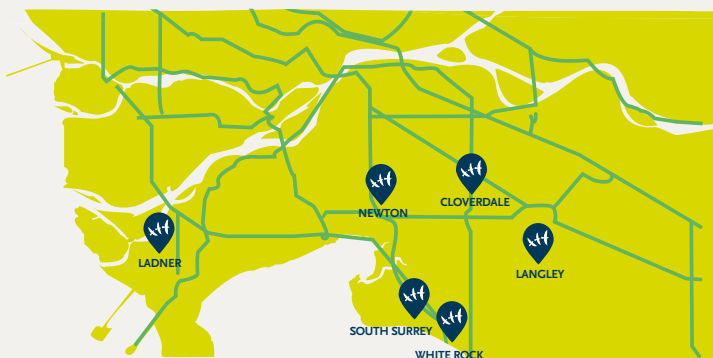 NEWTON
CLOVERDALE
LADNER
LANGLEY
SOUTH SURREY
WHITE ROCK